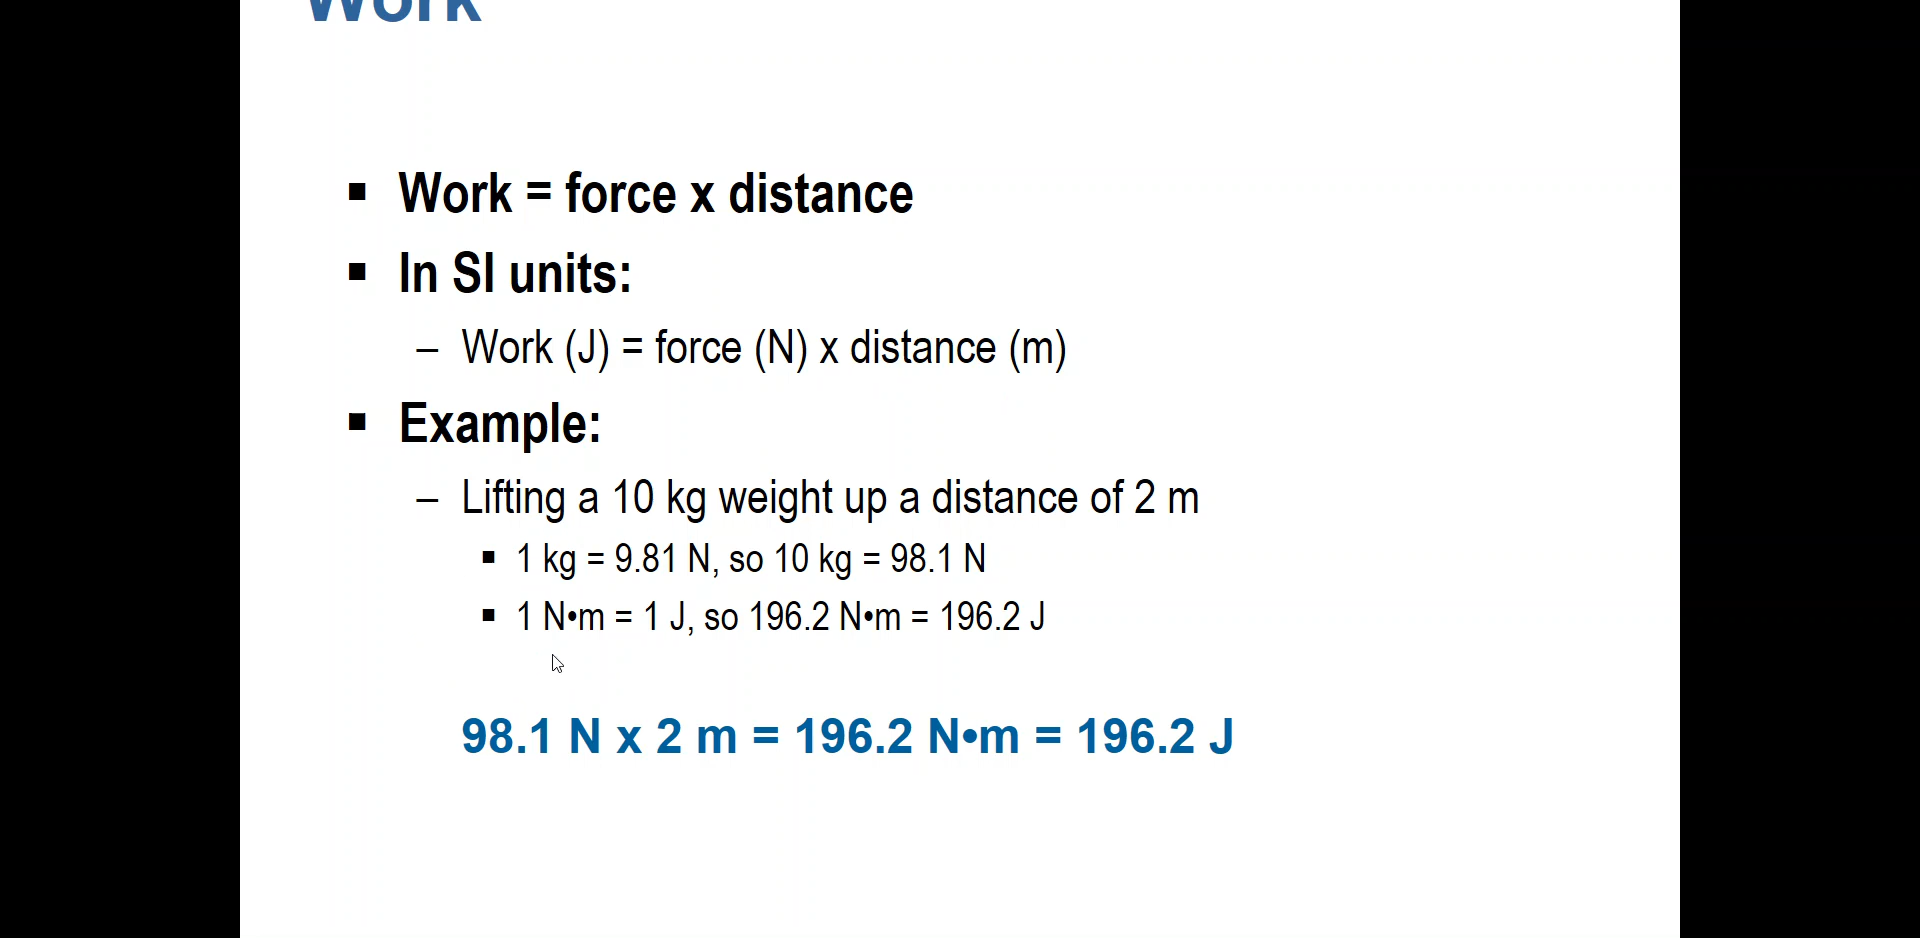 Work
▪ Work = force x distance
▪ In SI units:
– Work (J) = force (N) x distance (m)
▪ Example:
– Lifting a 10 kg weight up a distance of 2 m
▪ 1 kg = 9.81 N, so 10 kg = 98.1 N
▪ 1 N•m = 1 J, so 196.2 N•m = 196.2 J
98.1 N x 2 m = 196.2 N•m = 196.2 J